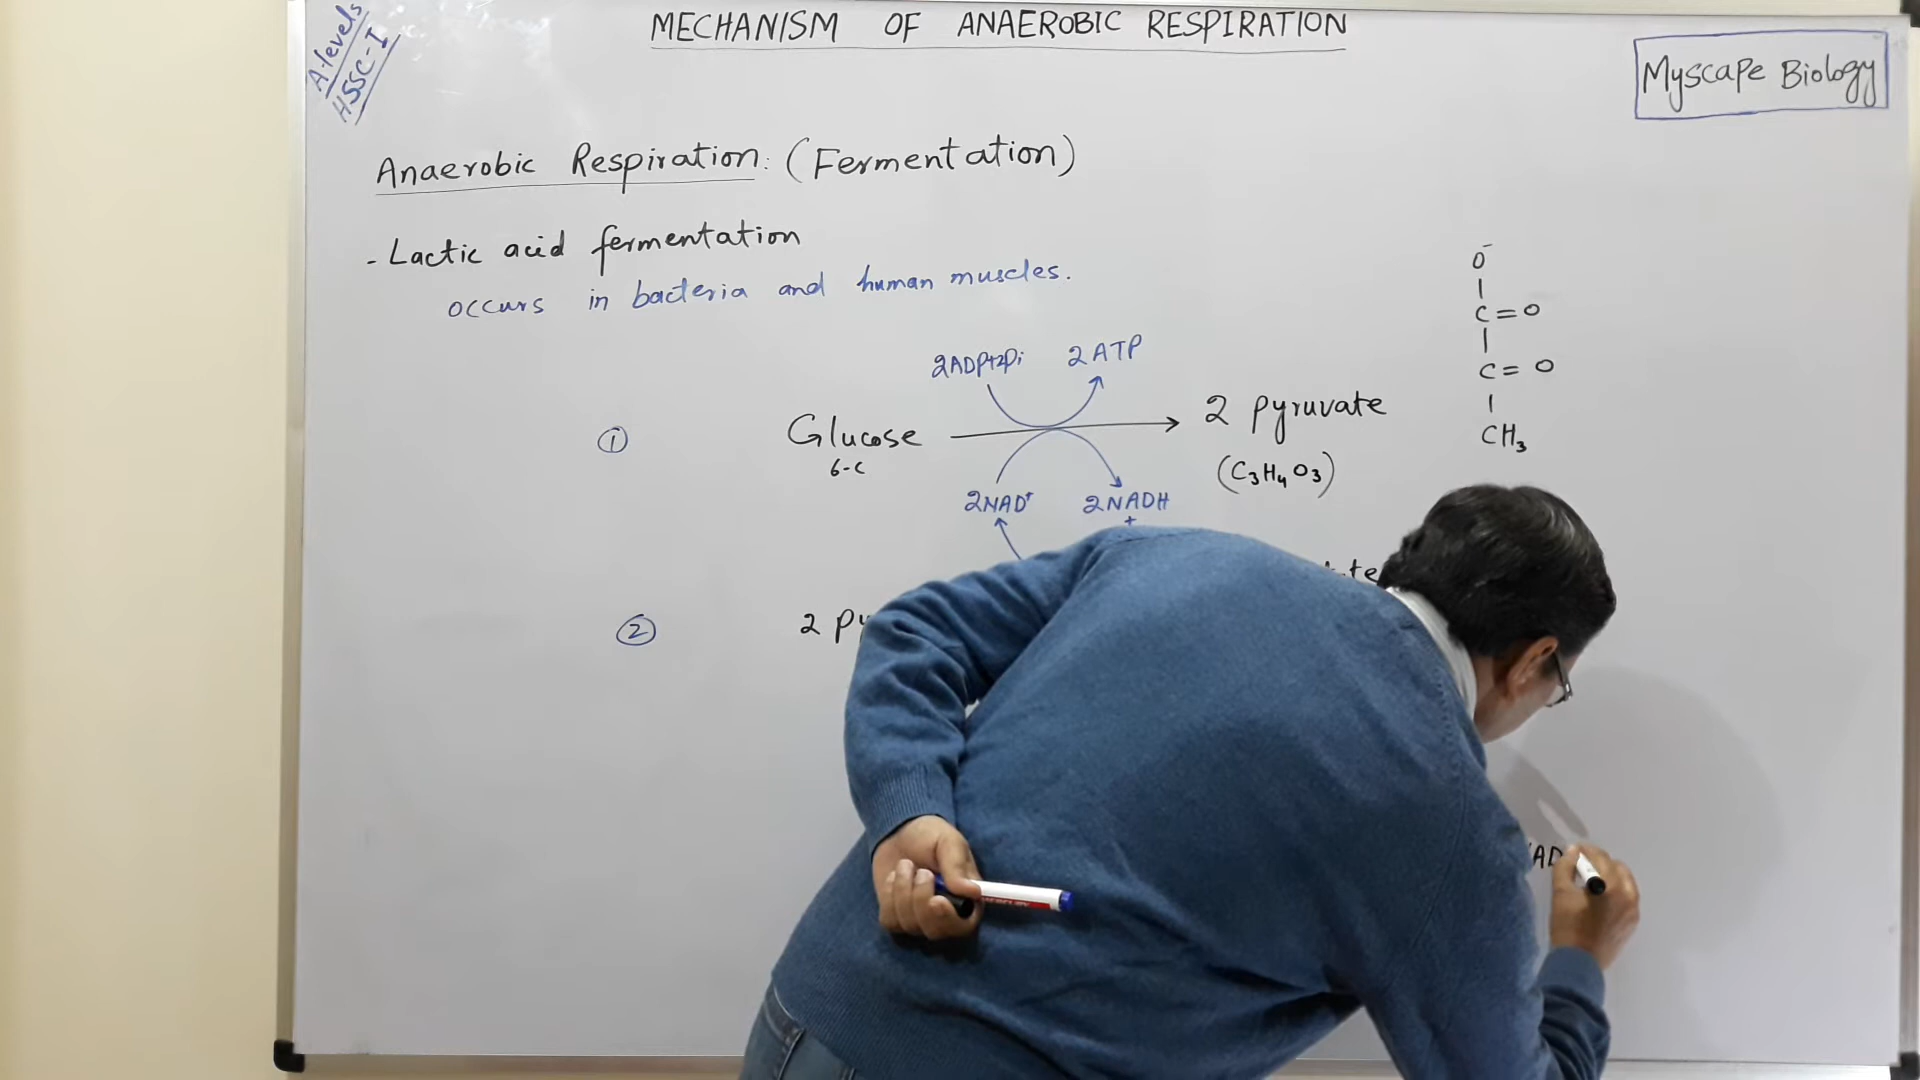 A-levels
HSSC-I
MECHANISM OF ANAEROBIC RESPIRATION
Myscape Biology
Anaerobic Respiration: (Fermentation)
- Lactic acid fermentation
occurs in bacteria and human muscles.
O⁻
|
C=O
|
C=O
|
CH₃
2ADP+2Pi 2ATP
① Glucose → 2 pyruvate
6-C (C₃H₄O₃)
2NAD⁺ 2NADH
+
② 2